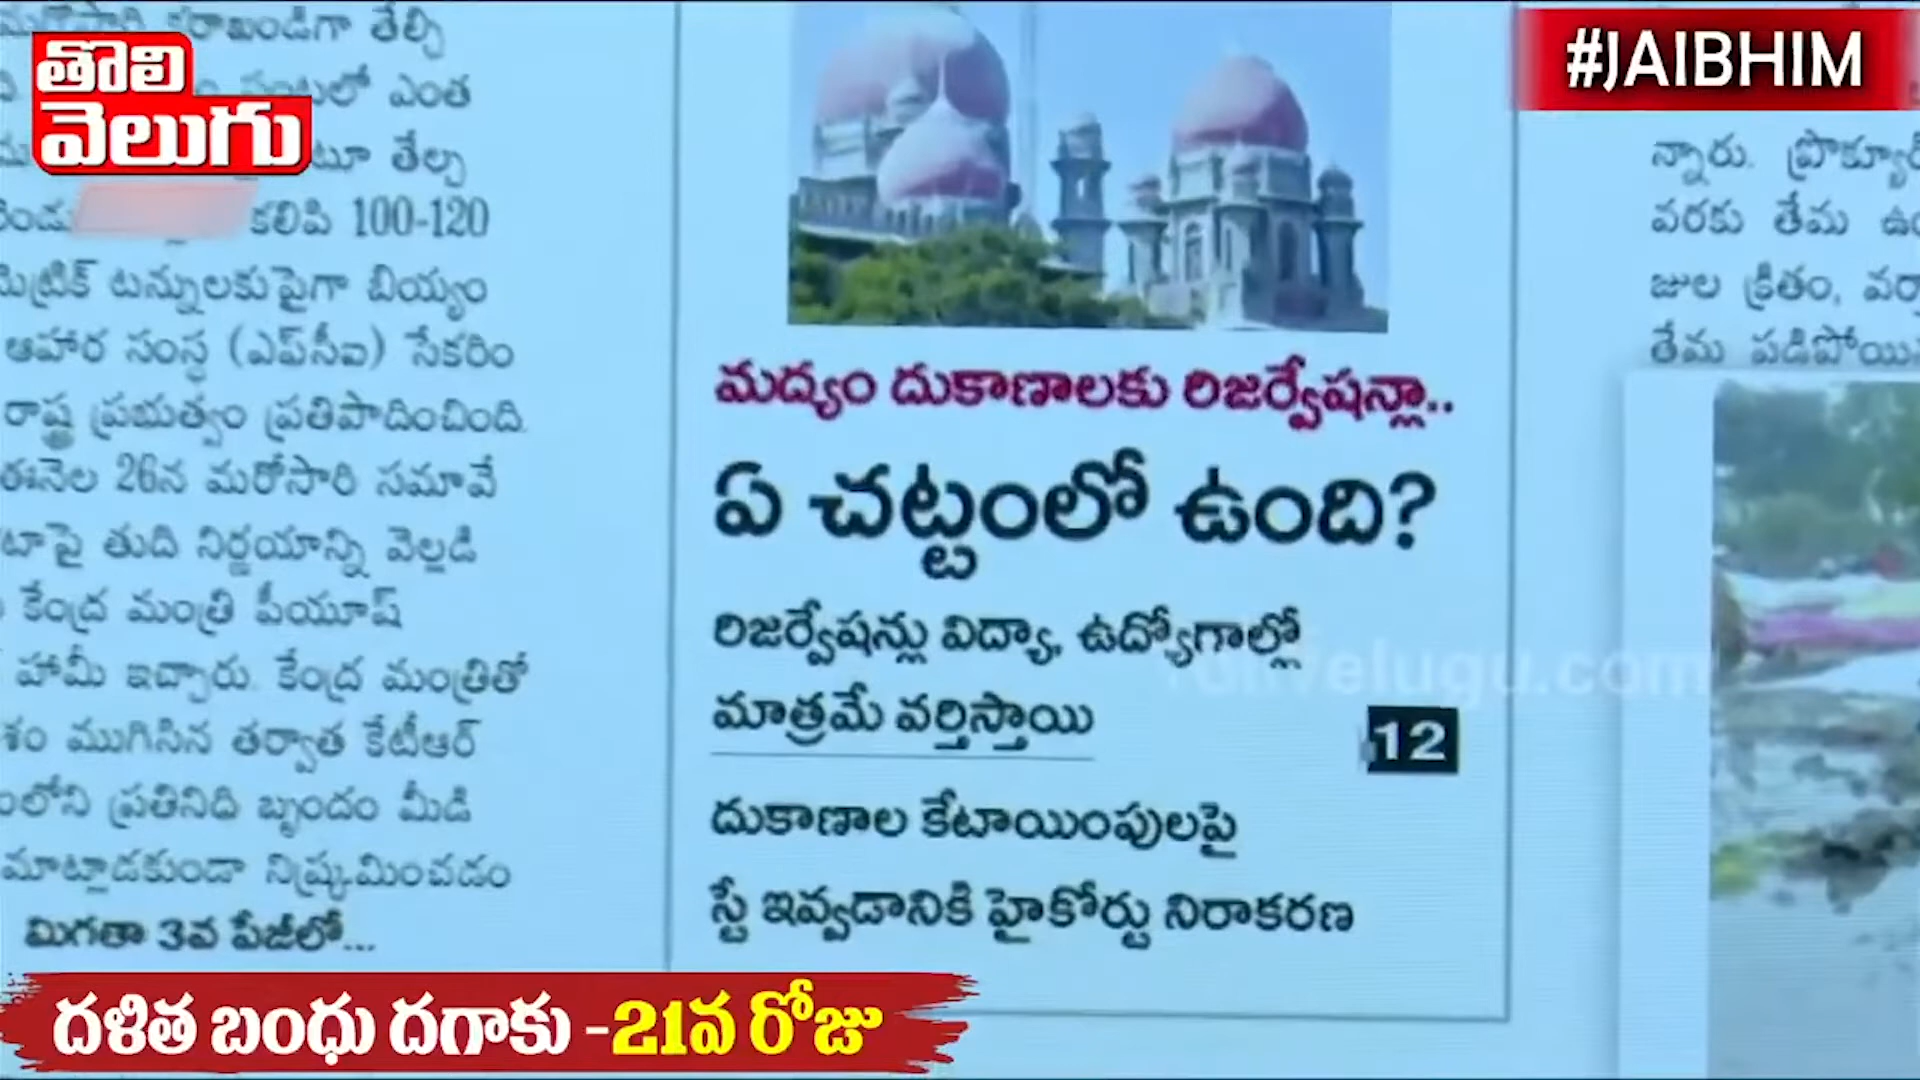 తొలి
వెలుగు
#JAIBHIM
తేల్చి
ఎంత
తేల్చ
కలిపి 100-120
మెట్రిక్ టన్నులకుపైగా బియ్యం
ఆహార సంస్థ (ఎఫ్‌సీఐ) సేకరిం
రాష్ట్ర ప్రభుత్వం ప్రతిపాదించింది.
ఈనెల 26న మరోసారి సమావే
టాపై తుది నిర్ణయాన్ని వెల్లడి
కేంద్ర మంత్రి పీయూష్
హామీ ఇచ్చారు. కేంద్ర మంత్రితో
శం ముగిసిన తర్వాత కేటీఆర్
లోని ప్రతినిధి బృందం మీడి
మాట్లాడకుండా నిష్క్రమించడం
మిగతా 3వ పేజీలో...
మద్యం దుకాణాలకు రిజర్వేషన్లా..
ఏ చట్టంలో ఉంది?
రిజర్వేషన్లు విద్యా, ఉద్యోగాల్లో
మాత్రమే వర్తిస్తాయి
12
దుకాణాల కేటాయింపులపై
స్టే ఇవ్వడానికి హైకోర్టు నిరాకరణ
న్నారు. ప్రొక్యూర్
వరకు తేమ
జుల క్రితం,
తేమ పడిపోయిన
దళిత బంధు దగాకు -21వ రోజు